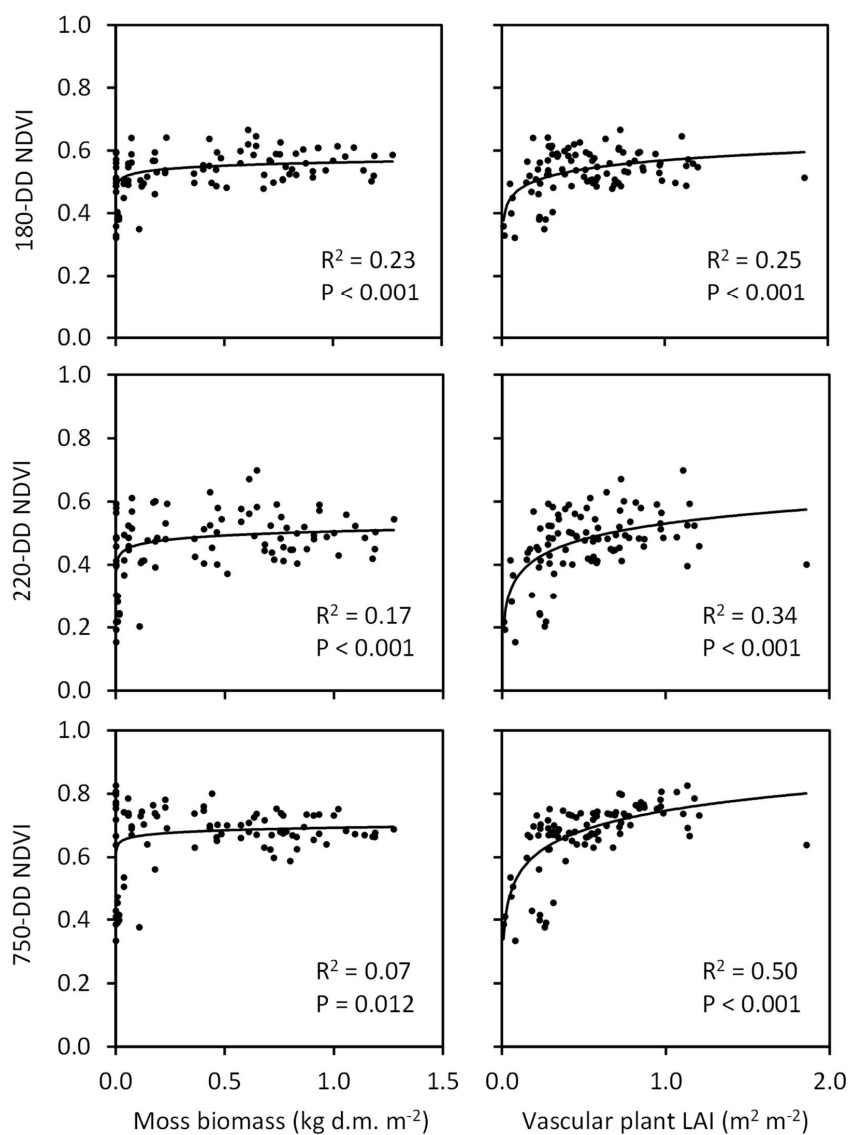 1.0
0.8
0.6
0.4
0.2
0.0
180-DD NDVI
R² = 0.23
P < 0.001
R² = 0.25
P < 0.001
1.0
0.8
0.6
0.4
0.2
0.0
220-DD NDVI
R² = 0.17
P < 0.001
R² = 0.34
P < 0.001
1.0
0.8
0.6
0.4
0.2
0.0
750-DD NDVI
R² = 0.07
P = 0.012
R² = 0.50
P < 0.001
0.0 0.5 1.0 1.5
Moss biomass (kg d.m. m⁻²)
0.0 1.0 2.0
Vascular plant LAI (m² m⁻²)